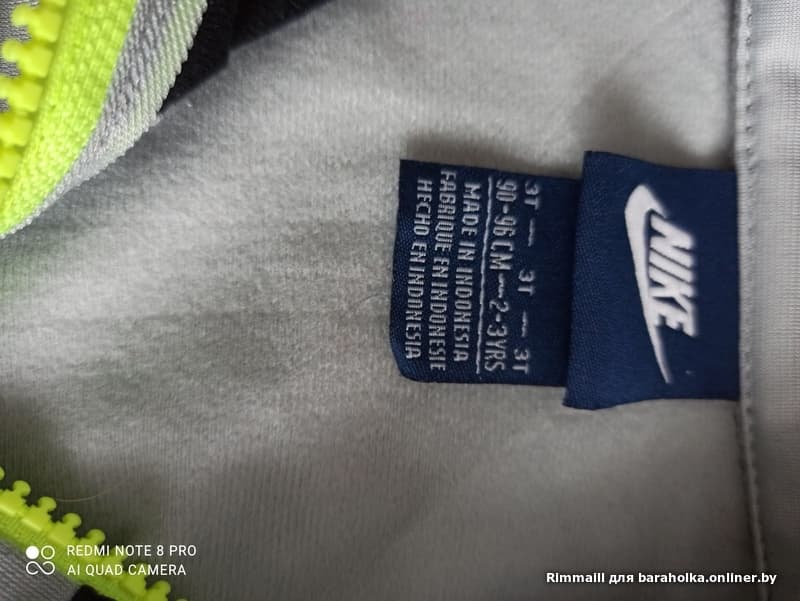 NIKE
3T — 3T — 3T
90-96 CM — 2-3 YRS
MADE IN INDONESIA
FABRIQUE EN INDONESIE
HECHO EN INDONESIA
REDMI NOTE 8 PRO
AI QUAD CAMERA
Rimmalll для baraholka.onliner.by